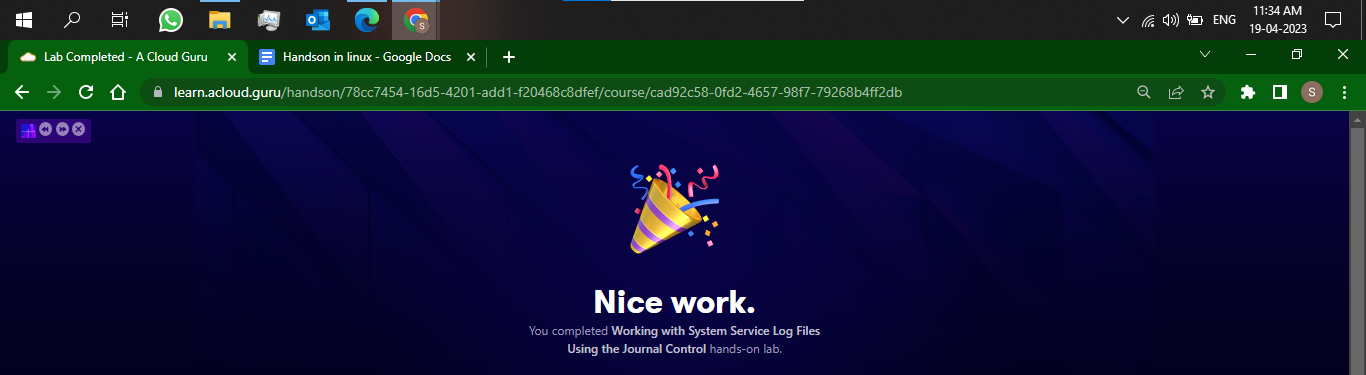 ENG
11:34 AM
19-04-2023
Lab Completed - A Cloud Guru
Handson in linux - Google Docs
learn.acloud.guru/handson/78cc7454-16d5-4201-add1-f20468c8dfef/course/cad92c58-0fd2-4657-98f7-79268b4ff2db
S
Nice work.
You completed Working with System Service Log Files
Using the Journal Control hands-on lab.